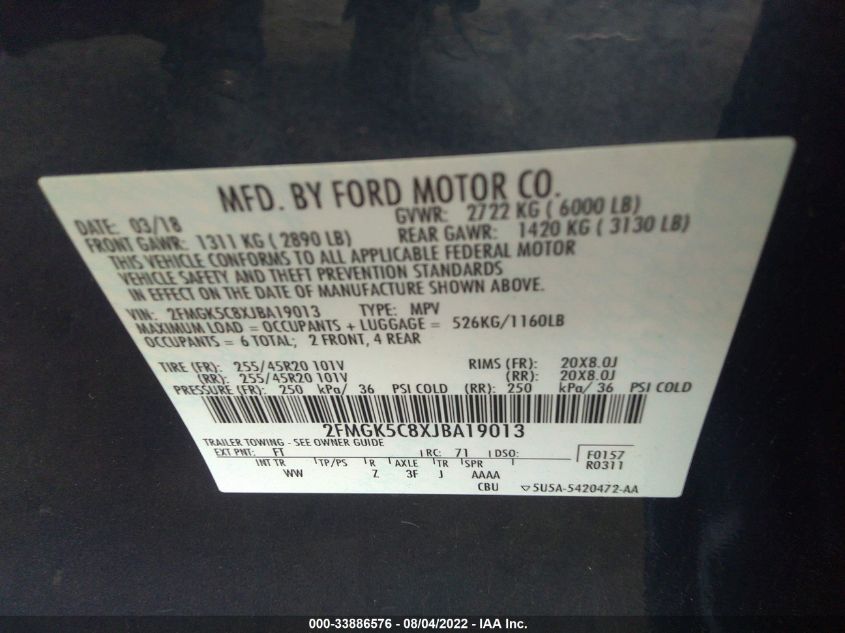 MFD. BY FORD MOTOR CO.
DATE: 03/18 GVWR: 2722 KG ( 6000 LB)
FRONT GAWR: 1311 KG ( 2890 LB) REAR GAWR: 1420 KG ( 3130 LB)
THIS VEHICLE CONFORMS TO ALL APPLICABLE FEDERAL MOTOR
VEHICLE SAFETY AND THEFT PREVENTION STANDARDS
IN EFFECT ON THE DATE OF MANUFACTURE SHOWN ABOVE.
VIN: 2FMGK5C8XJBA19013 TYPE: MPV
MAXIMUM LOAD = OCCUPANTS + LUGGAGE = 526KG/1160LB
OCCUPANTS = 6 TOTAL; 2 FRONT, 4 REAR
TIRE (FR): 255/45R20 101V RIMS (FR): 20X8.0J
(RR): 255/45R20 101V (RR): 20X8.0J
PRESSURE (FR): 250 kPa/ 36 PSI COLD (RR): 250 kPa/ 36 PSI COLD
2FMGK5C8XJBA19013
TRAILER TOWING - SEE OWNER GUIDE
EXT PNT: FT RC: 71 DSO: F0157
INT TR TP/PS R AXLE TR SPR R0311
WW Z 3F J AAAA
CBU 5U5A-5420472-AA
000-33886576 - 08/04/2022 - IAA Inc.